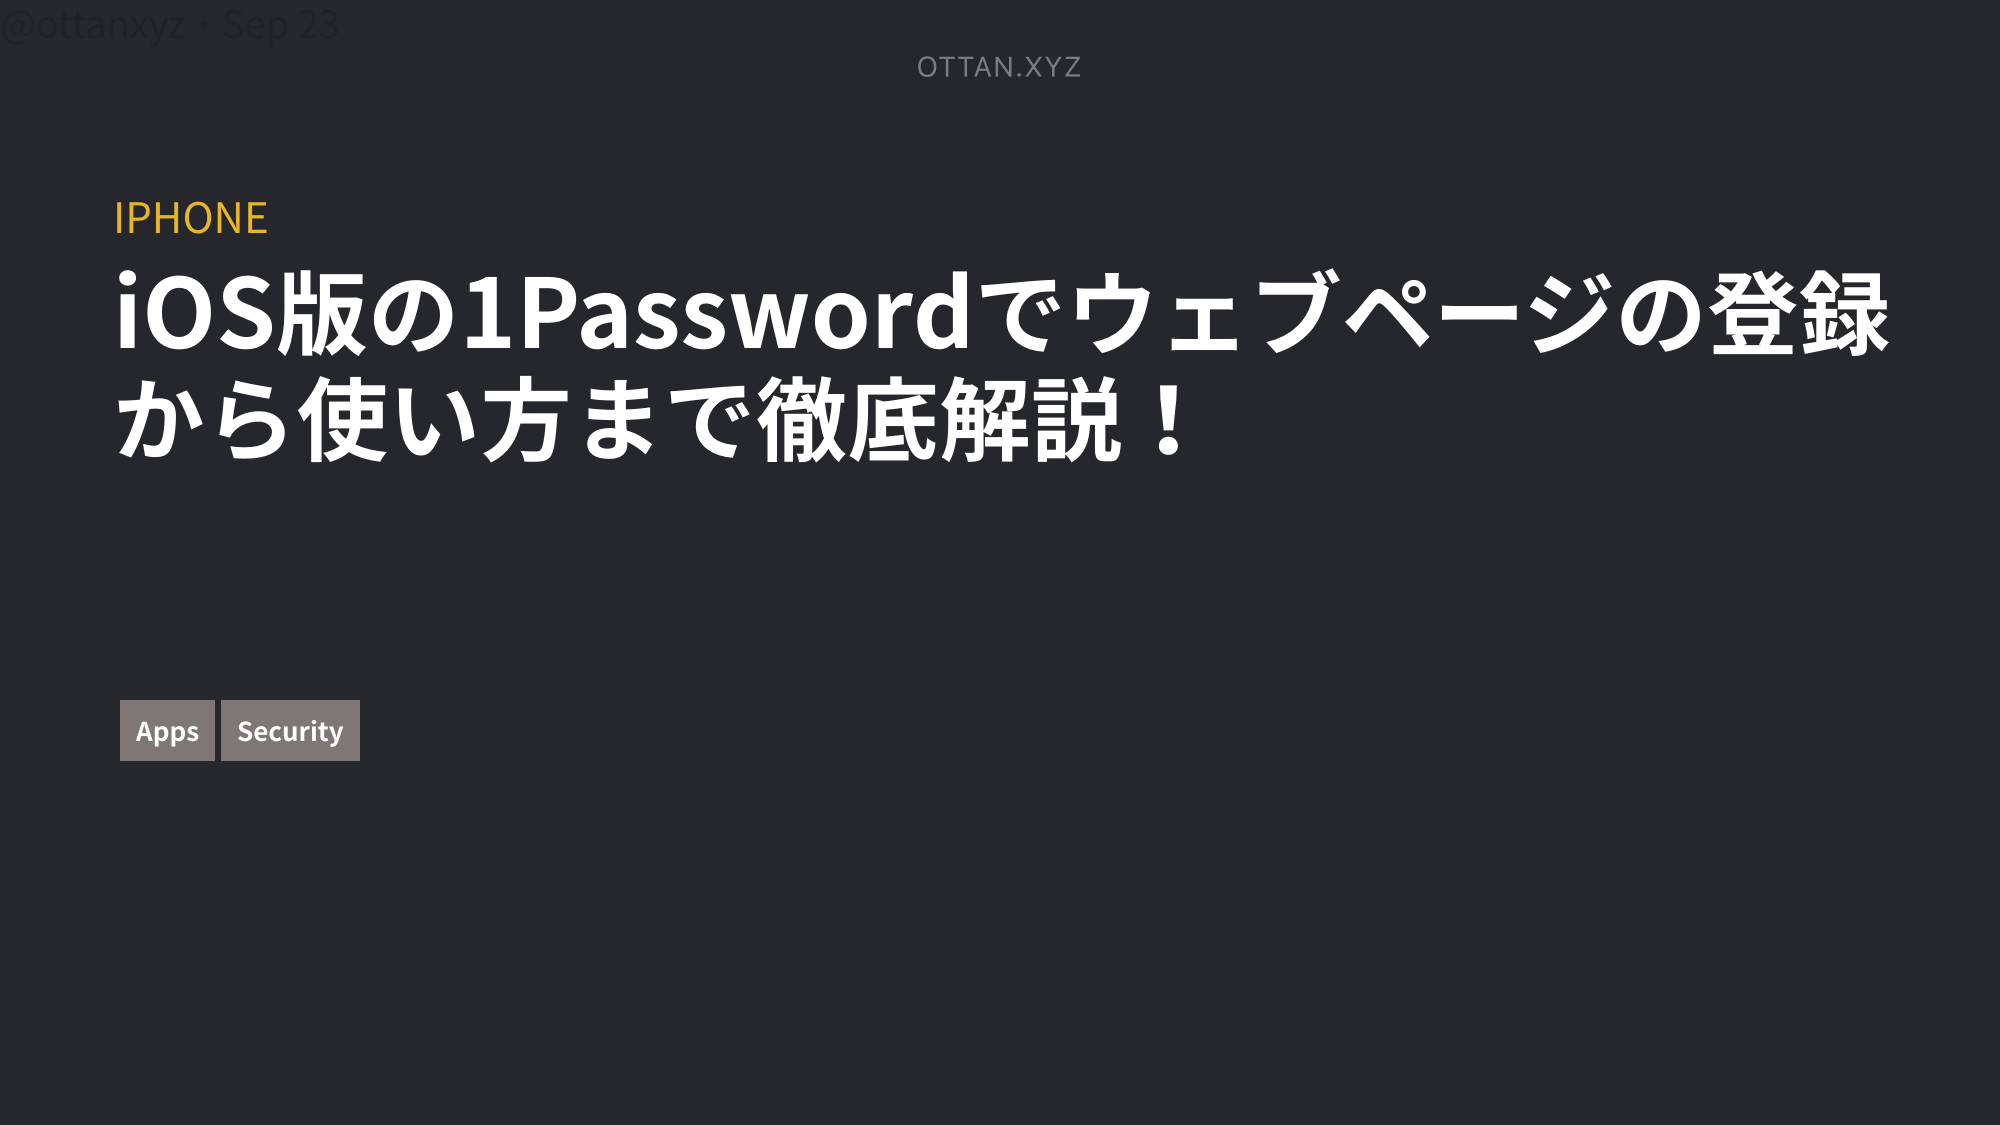 @ottanxyz・Sep 23
OTTAN.XYZ
IPHONE
iOS版の1Passwordでウェブページの登録
から使い方まで徹底解説！
Apps Security